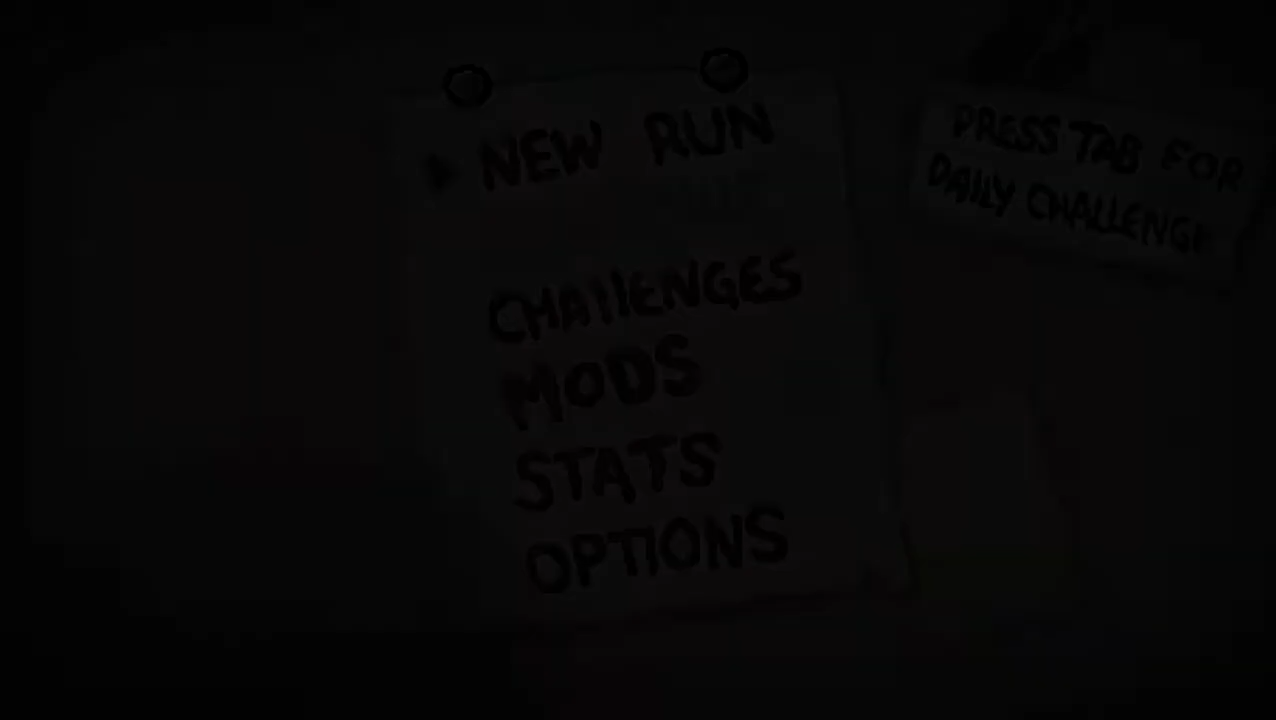 NEW RUN
CHALLENGES
MODS
STATS
OPTIONS
PRESS TAB FOR
DAILY CHALLENGE